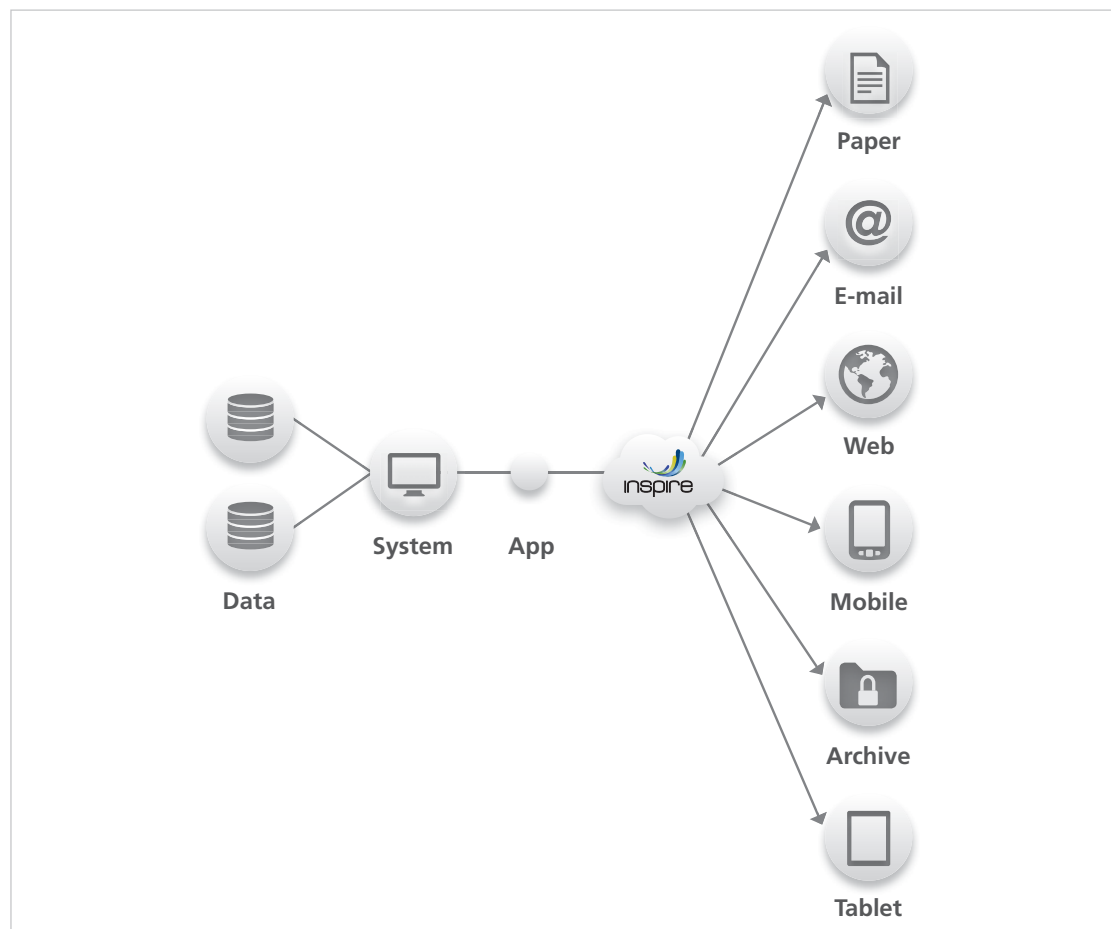 Paper
@
E-mail
Web
inspire
System
App
Data
Mobile
Archive
Tablet